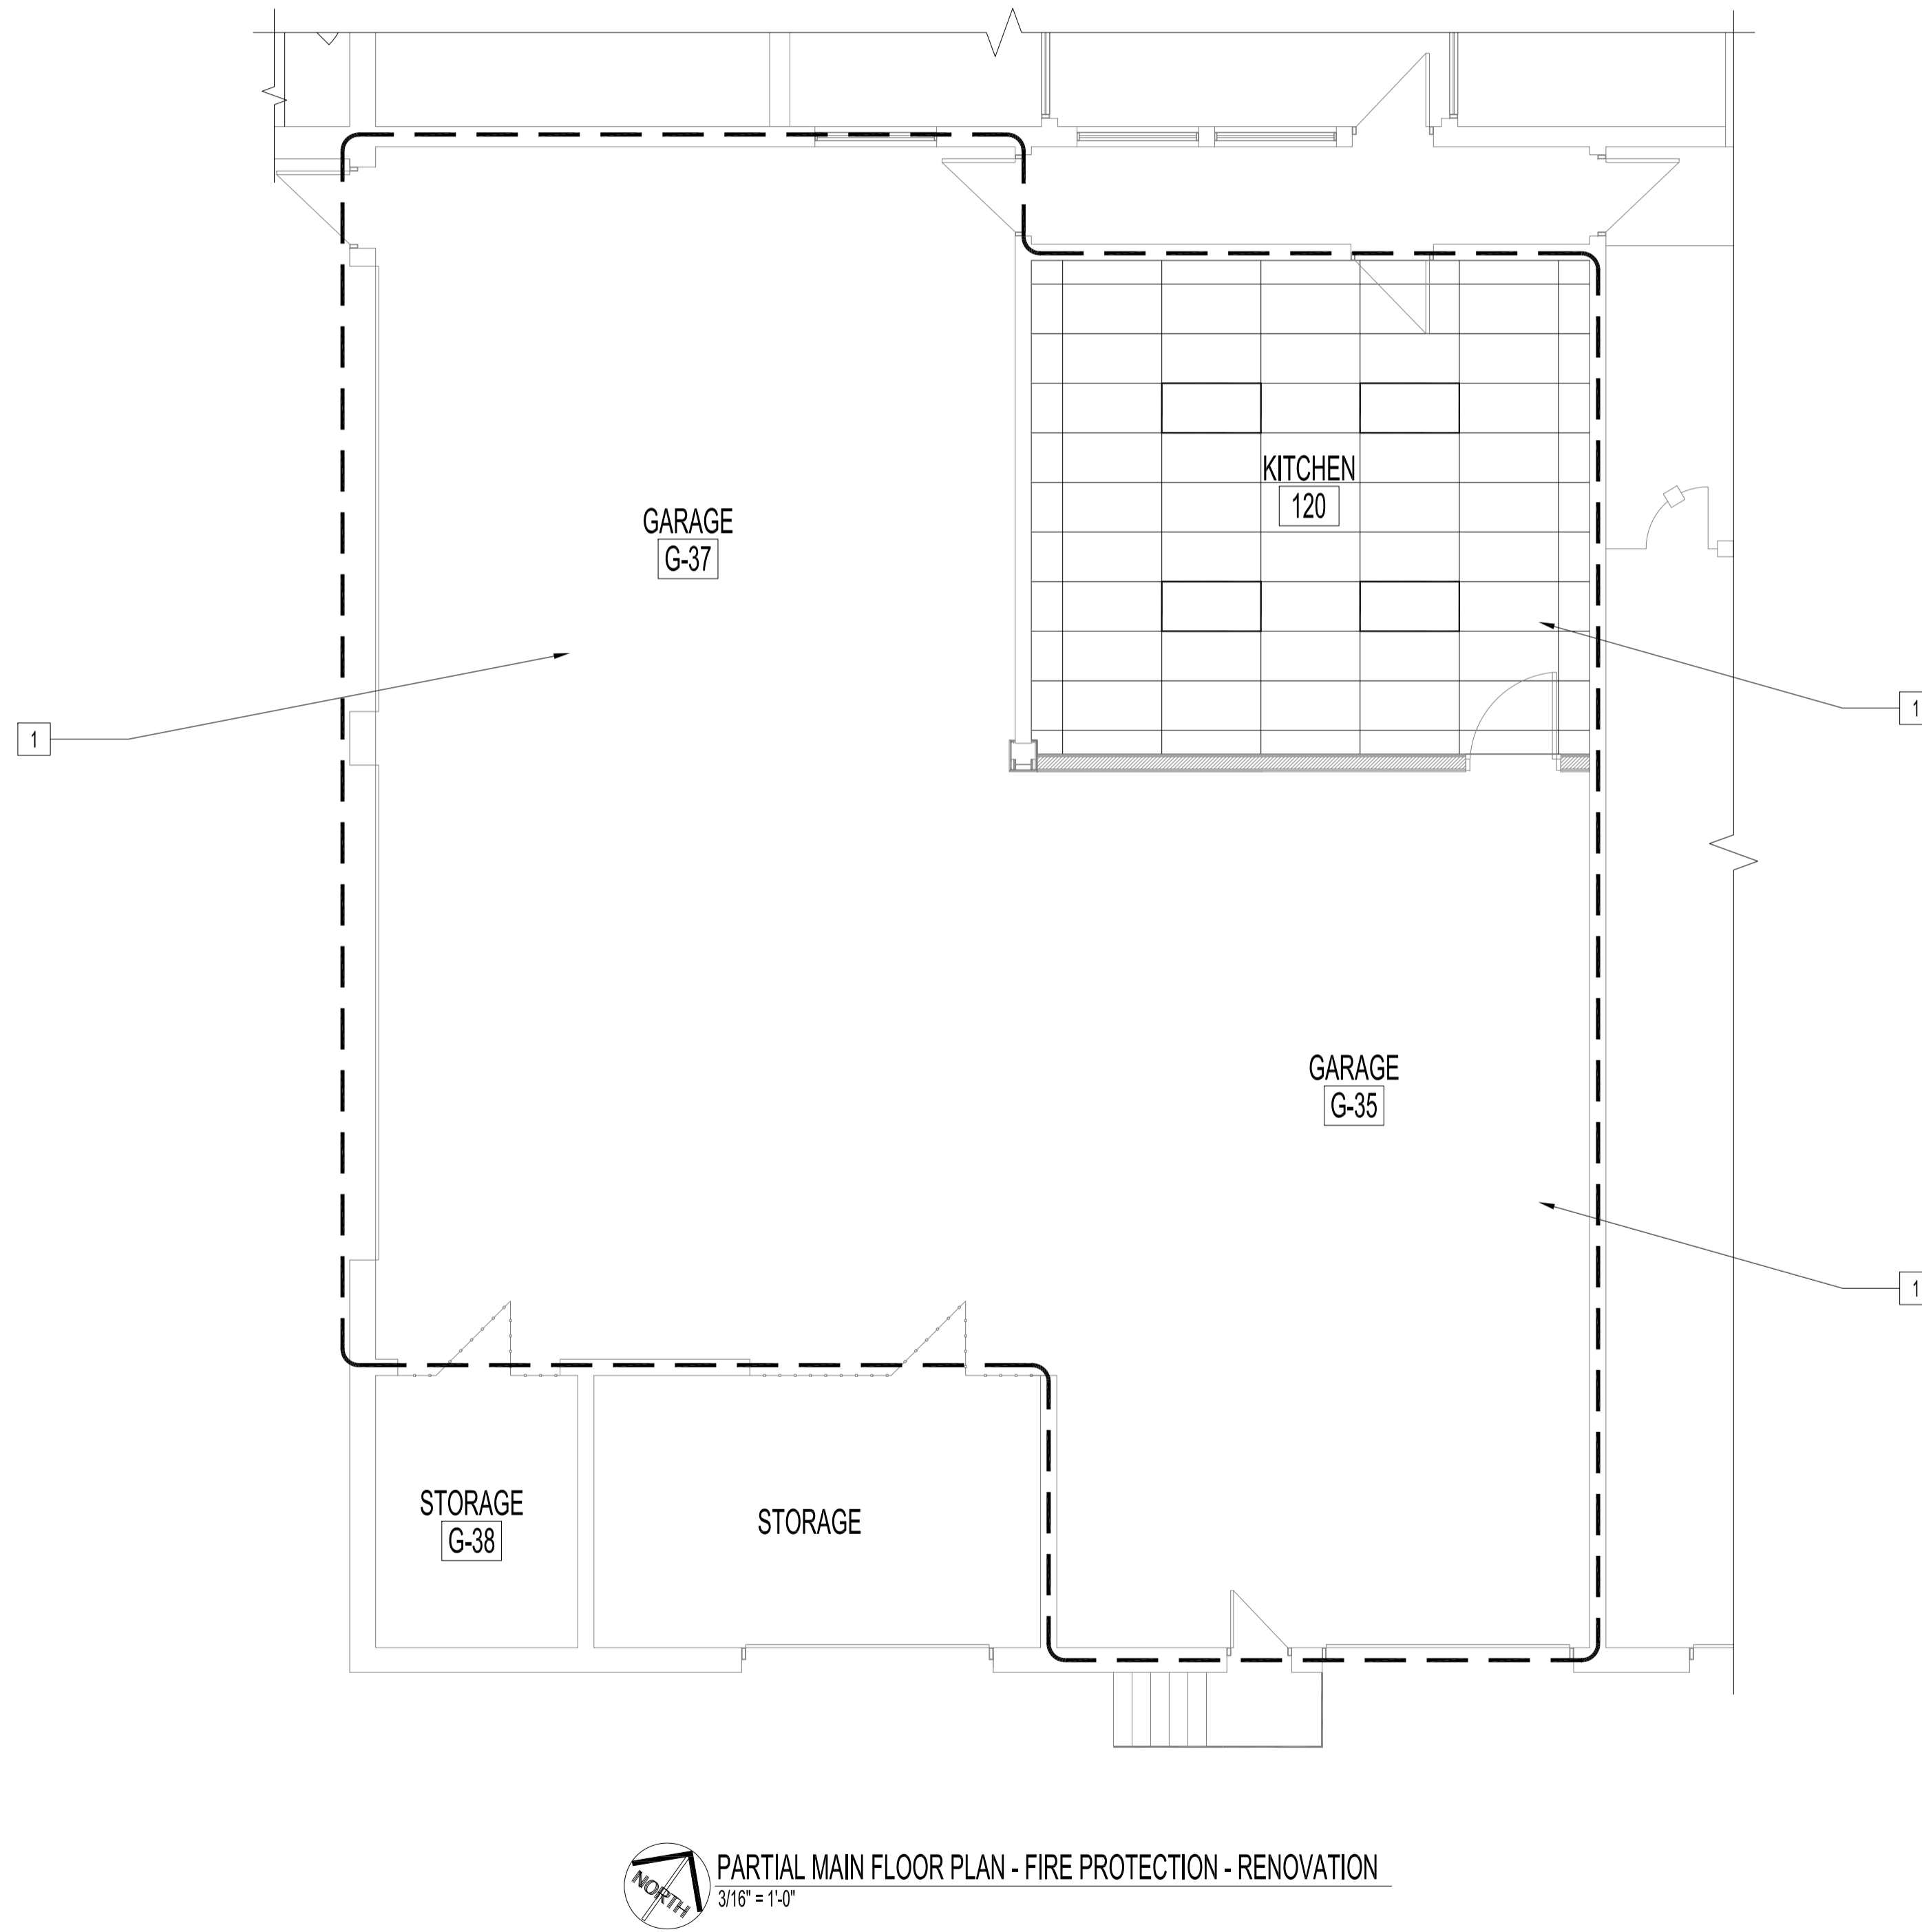 KITCHEN
120
GARAGE
G-37
1
1
GARAGE
G-35
1
STORAGE
G-38
STORAGE
NORTH
PARTIAL MAIN FLOOR PLAN - FIRE PROTECTION - RENOVATION
3/16" = 1'-0"